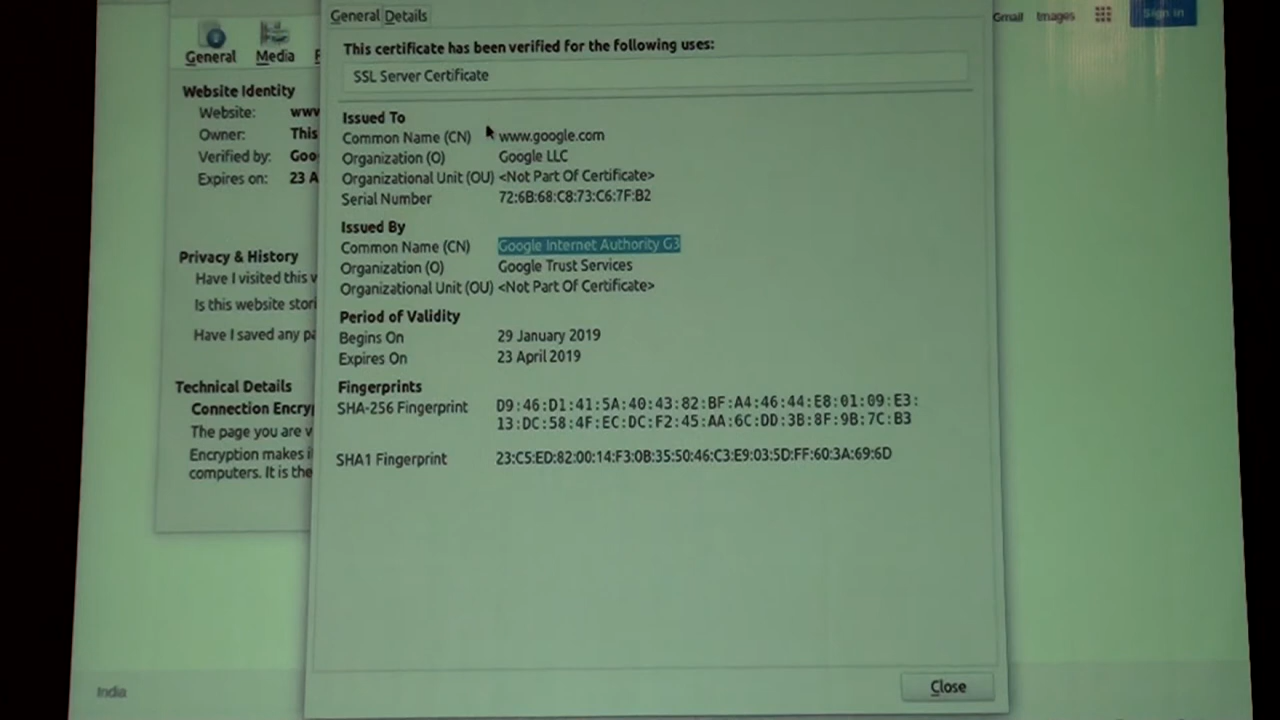 General Details
Gmail Images
Sign in
General Media
This certificate has been verified for the following uses:
SSL Server Certificate
Website Identity
Website: www
Owner: This
Verified by: Goo
Expires on: 23 A
Issued To
Common Name (CN) www.google.com
Organization (O) Google LLC
Organizational Unit (OU) <Not Part Of Certificate>
Serial Number 72:6B:68:C8:73:C6:7F:B2
Issued By
Common Name (CN) Google Internet Authority G3
Organization (O) Google Trust Services
Organizational Unit (OU) <Not Part Of Certificate>
Privacy & History
Have I visited this v
Is this website stori
Have I saved any pa
Period of Validity
Begins On 29 January 2019
Expires On 23 April 2019
Technical Details
Connection Encry
The page you are v
Encryption makes i
computers. It is the
Fingerprints
SHA-256 Fingerprint D9:46:D1:41:5A:40:43:82:BF:A4:46:44:E8:01:09:E3:
13:DC:58:4F:EC:DC:F2:45:AA:6C:DD:3B:8F:9B:7C:B3
SHA1 Fingerprint 23:C5:ED:82:00:14:F3:0B:35:50:46:C3:E9:03:5D:FF:60:3A:69:6D
India
Close